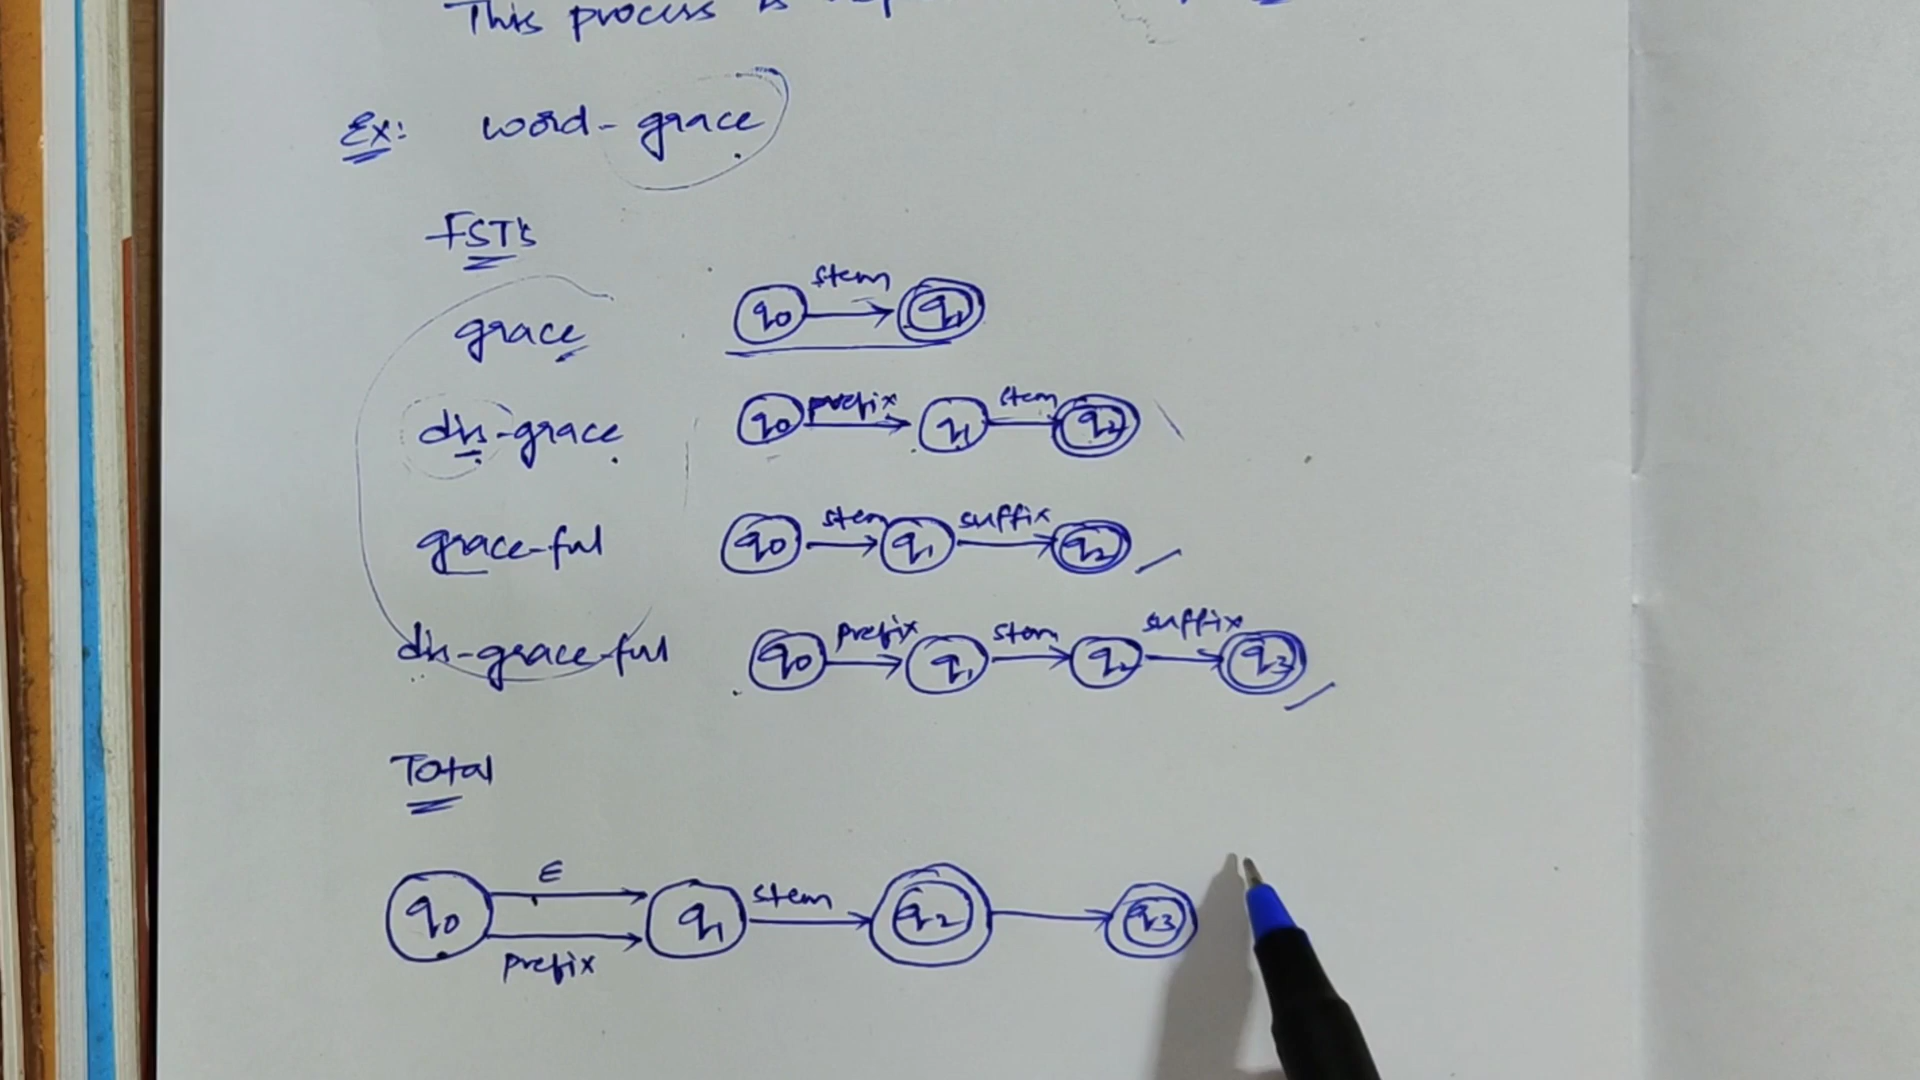 This process is
Ex: word - grace
FST's
grace q0 stem q1
dis-grace q0 prefix q1 stem q2
grace-ful q0 stem q1 suffix q2
dis-grace-ful q0 prefix q1 stem q2 suffix q3
Total
q0 ε prefix q1 stem q2 q3